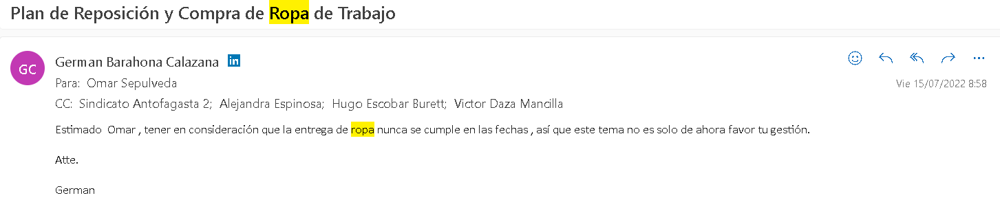 Plan de Reposición y Compra de Ropa de Trabajo
GC
German Barahona Calazana in
Para: Omar Sepulveda
Vie 15/07/2022 8:58
CC: Sindicato Antofagasta 2; Alejandra Espinosa; Hugo Escobar Burett; Victor Daza Mancilla
Estimado Omar , tener en consideración que la entrega de ropa nunca se cumple en las fechas , así que este tema no es solo de ahora favor tu gestión.
Atte.
German